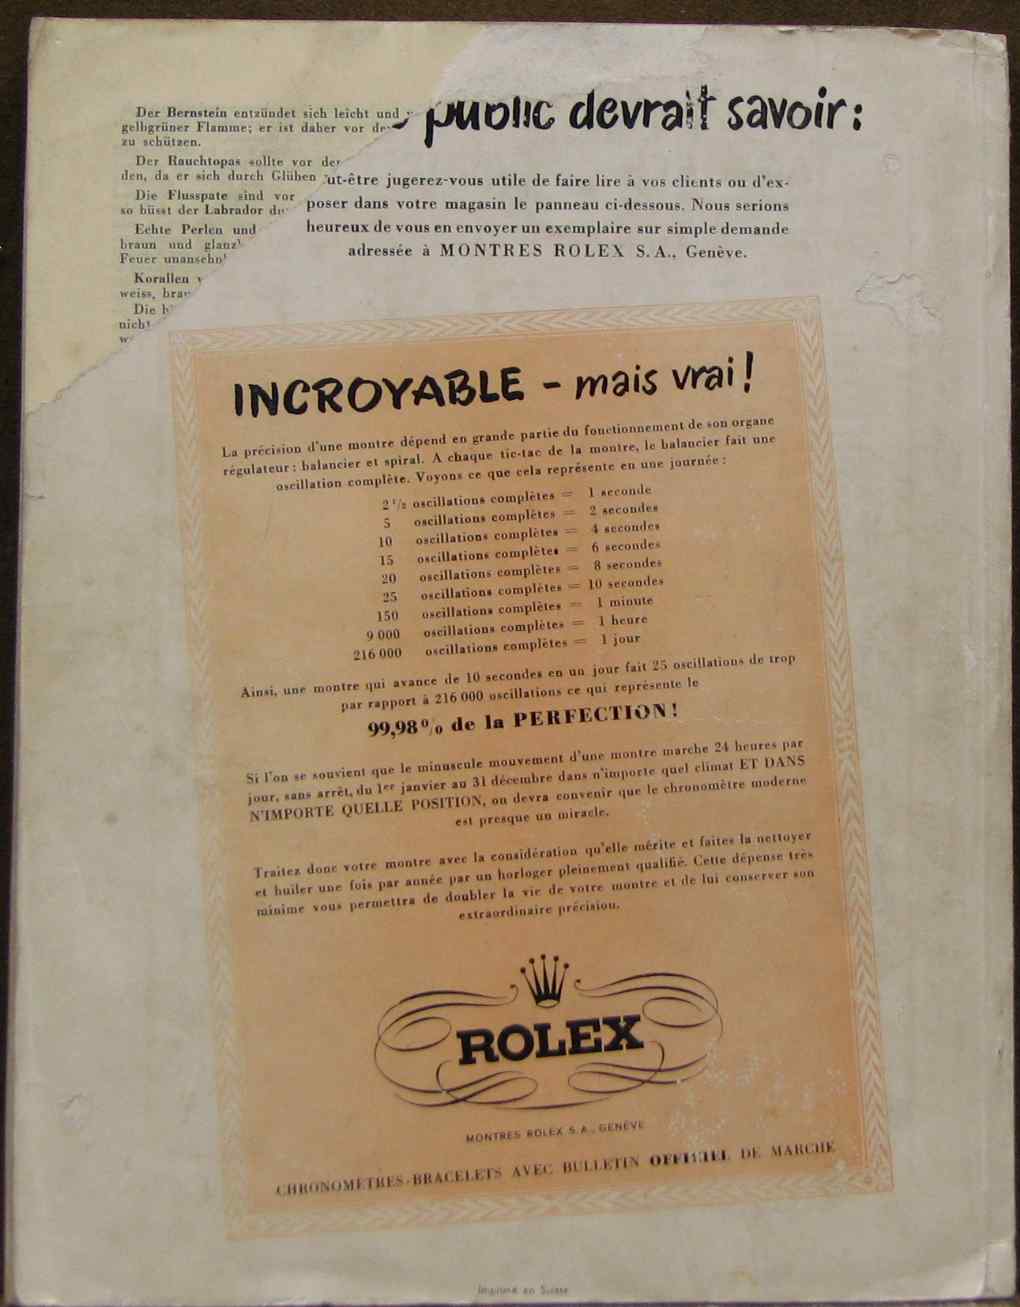 Der Bernstein entzündet sich leicht und
gelbgrüner Flamme; er ist daher vor
zu schützen.
Der Rauchtopas sollte vor
den, da er sich durch Glühen
Die Flusspate sind vor
so büsst der Labrador
Echte Perlen und
braun und
Feuer
Korallen
weiss,
Die
public devrait savoir:
ut-être jugerez-vous utile de faire lire à vos clients ou d'ex-
poser dans votre magasin le panneau ci-dessous. Nous serions
heureux de vous en envoyer un exemplaire sur simple demande
adressée à MONTRES ROLEX S.A., Genève.
INCROYABLE - mais vrai!
La précision d'une montre dépend en grande partie du fonctionnement de son organe
régulateur: balancier et spiral. A chaque tic-tac de la montre, le balancier fait une
oscillation complète. Voyons ce que cela représente en une journée:
2 1/2 oscillations complètes = 1 seconde
5 oscillations complètes = 2 secondes
10 oscillations complètes = 4 secondes
15 oscillations complètes = 6 secondes
20 oscillations complètes = 8 secondes
25 oscillations complètes = 10 secondes
150 oscillations complètes = 1 minute
9 000 oscillations complètes = 1 heure
216 000 oscillations complètes = 1 jour
Ainsi, une montre qui avance de 10 secondes en un jour fait 25 oscillations de trop
par rapport à 216 000 oscillations ce qui représente le
99,98% de la PERFECTION!
Si l'on se souvient que le minuscule mouvement d'une montre marche 24 heures par
jour, sans arrêt, du 1er janvier au 31 décembre dans n'importe quel climat ET DANS
N'IMPORTE QUELLE POSITION, on devra convenir que le chronomètre moderne
est presque un miracle.
Traitez donc votre montre avec la considération qu'elle mérite et faites la nettoyer
et huiler une fois par année par un horloger pleinement qualifié. Cette dépense très
minime vous permettra de doubler la vie de votre montre et de lui conserver son
extraordinaire précision.
ROLEX
MONTRES ROLEX S.A., GENÈVE
CHRONOMÈTRES-BRACELETS AVEC BULLETIN OFFICIEL DE MARCHE
Imprimé en Suisse